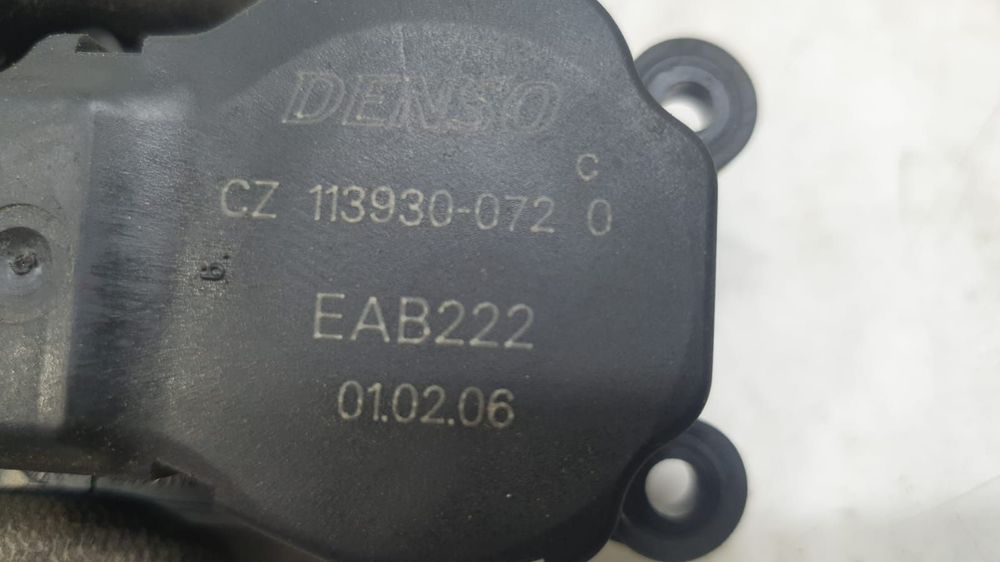 DENSO
C
CZ 113930-072 0
EAB222
01.02.06